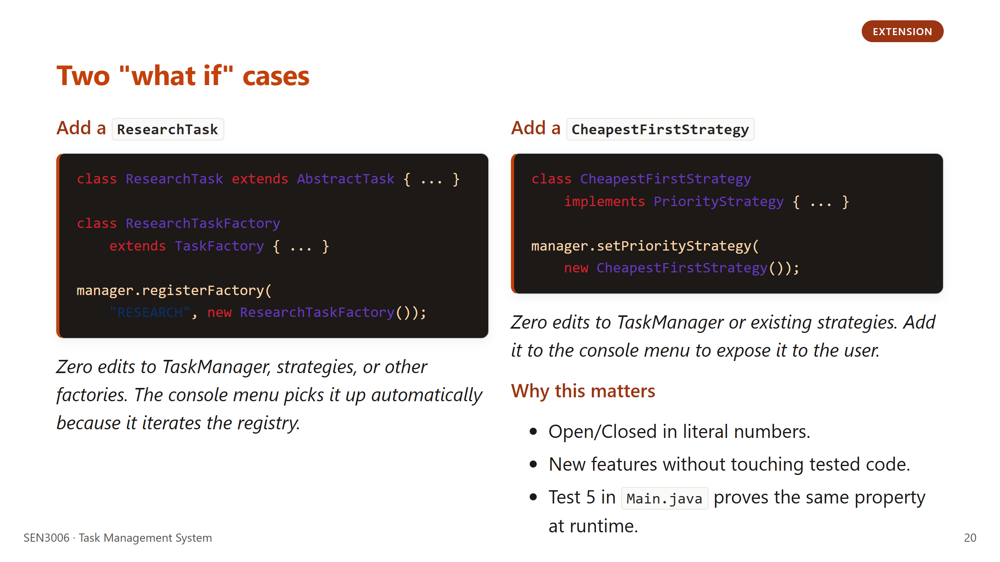 EXTENSION
Two "what if" cases
Add a ResearchTask
class ResearchTask extends AbstractTask { ... }
class ResearchTaskFactory
    extends TaskFactory { ... }
manager.registerFactory(
    "RESEARCH", new ResearchTaskFactory());
Zero edits to TaskManager, strategies, or other
factories. The console menu picks it up automatically
because it iterates the registry.
Add a CheapestFirstStrategy
class CheapestFirstStrategy
    implements PriorityStrategy { ... }
manager.setPriorityStrategy(
    new CheapestFirstStrategy());
Zero edits to TaskManager or existing strategies. Add
it to the console menu to expose it to the user.
Why this matters
• Open/Closed in literal numbers.
• New features without touching tested code.
• Test 5 in Main.java proves the same property
at runtime.
SEN3006 · Task Management System
20